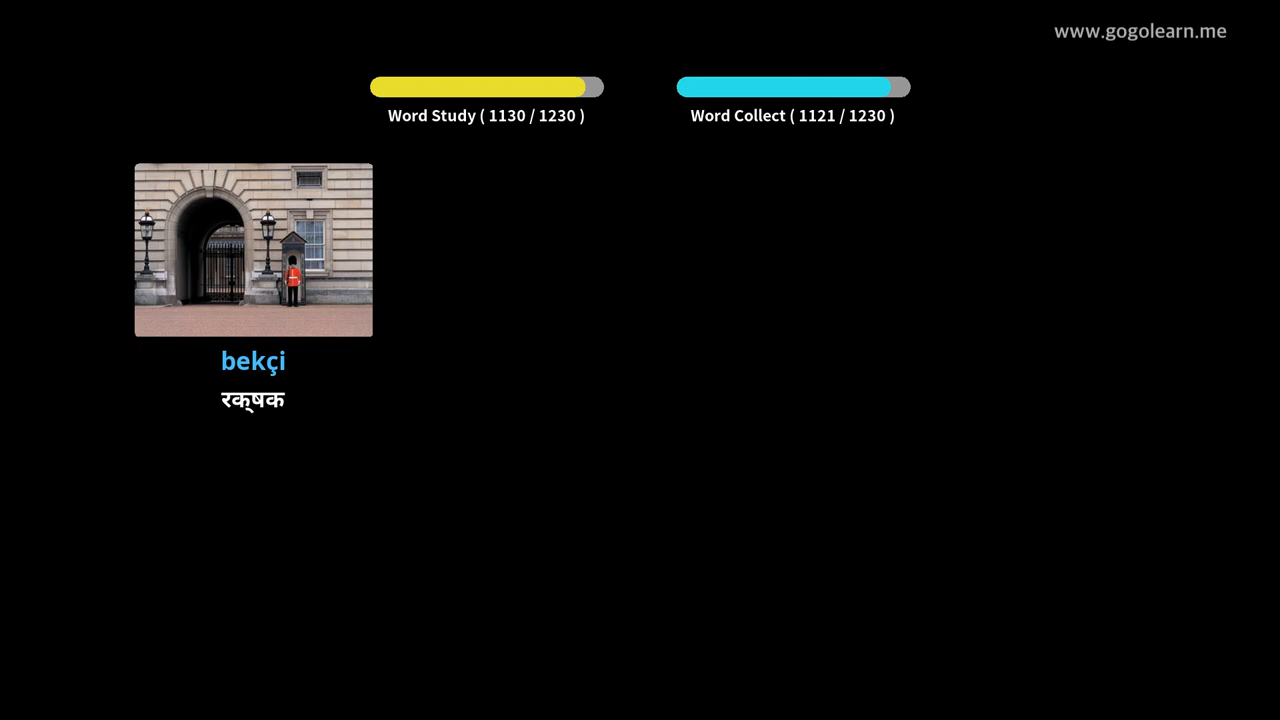 www.gogolearn.me
Word Study ( 1130 / 1230 )
Word Collect ( 1121 / 1230 )
bekçi
रक्षक